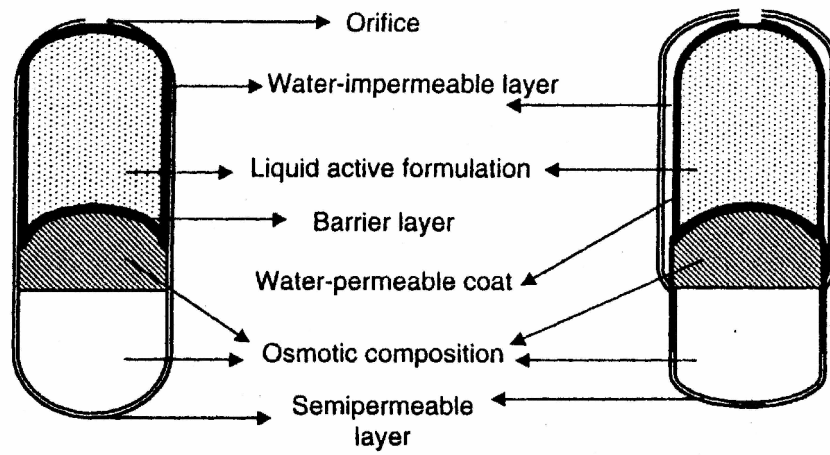 Orifice
Water-impermeable layer
Liquid active formulation
Barrier layer
Water-permeable coat
Osmotic composition
Semipermeable
layer